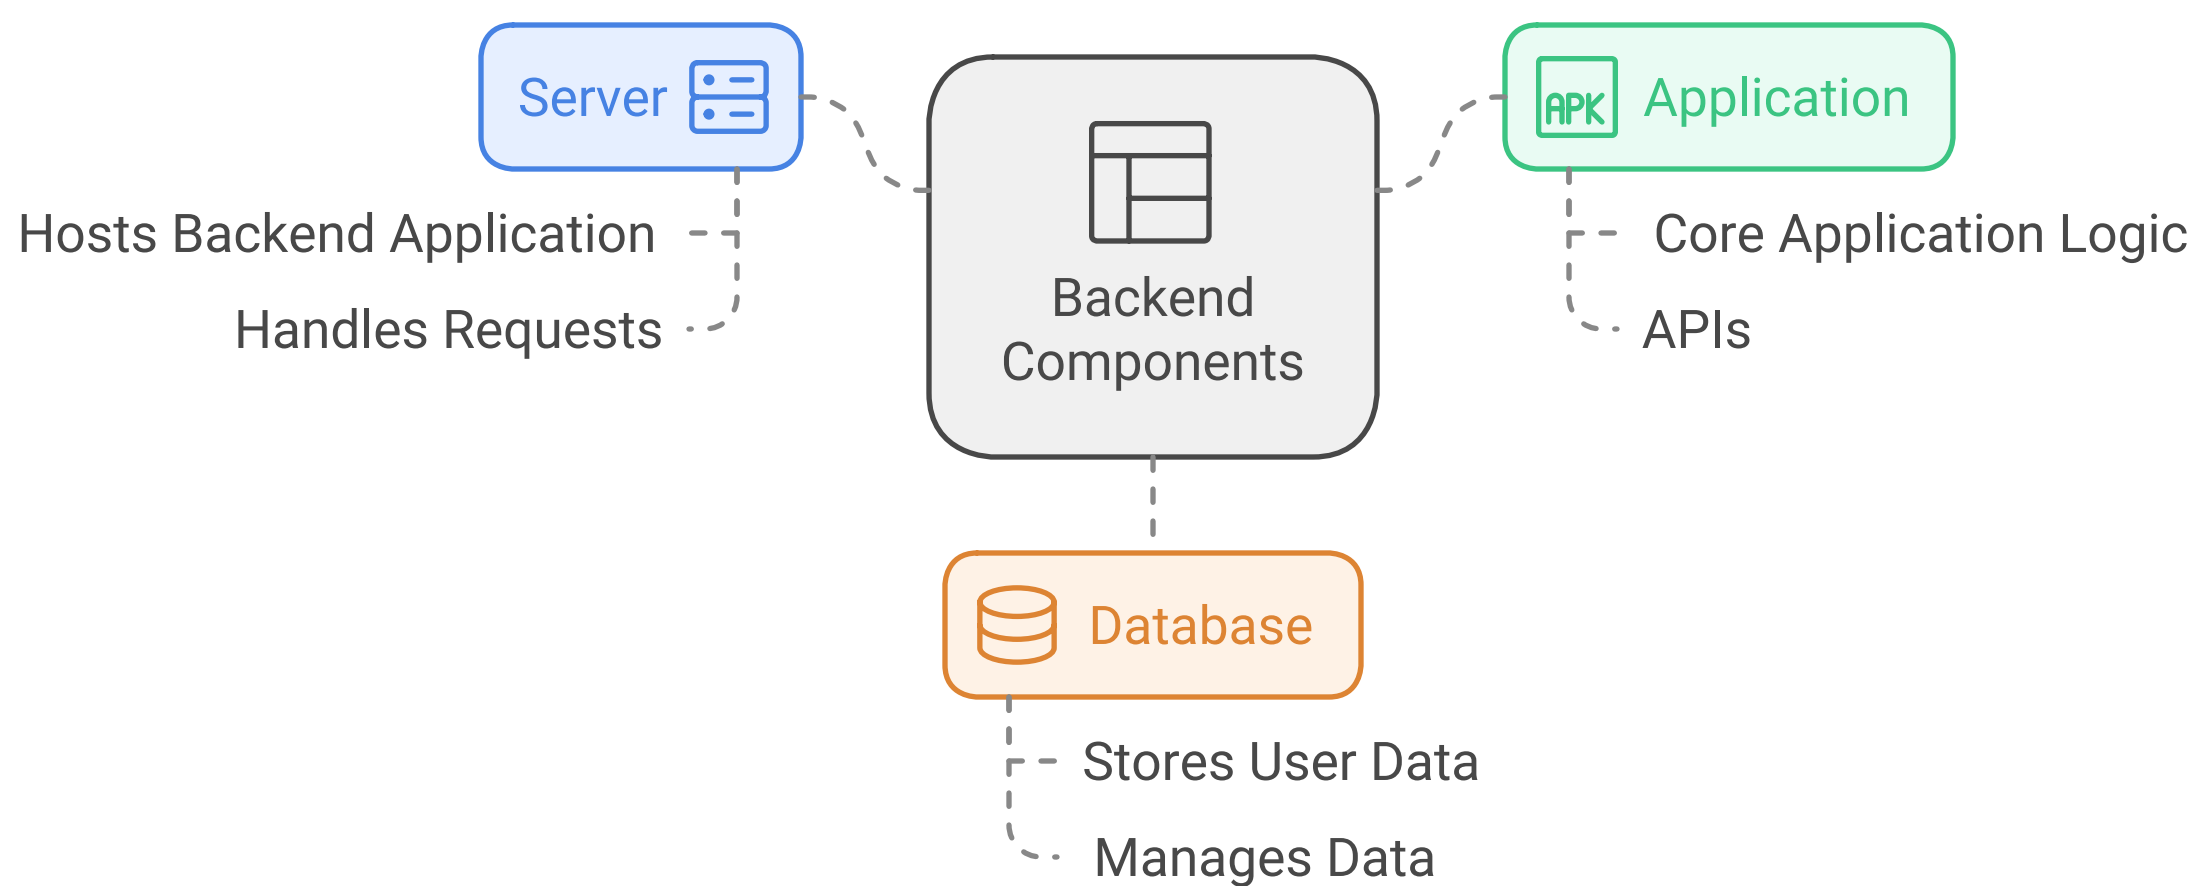 Server
Hosts Backend Application
Handles Requests
Backend
Components
APK
Application
Core Application Logic
APIs
Database
Stores User Data
Manages Data